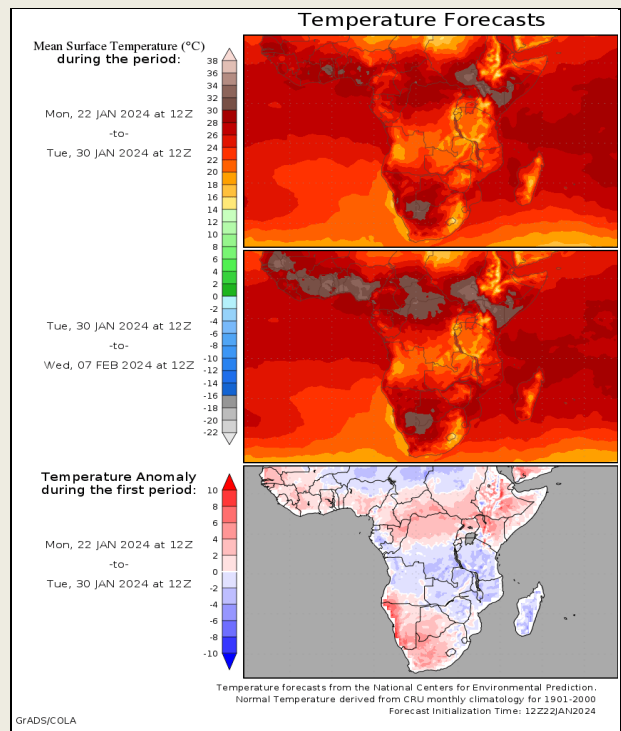 Temperature Forecasts
Mean Surface Temperature (°C)
during the period:
38
36
34
32
30
28
26
24
22
20
18
16
14
12
10
8
6
4
2
0
-2
-4
-6
-8
-10
-12
-14
-16
-18
-20
-22
Mon, 22 JAN 2024 at 12Z
-to-
Tue, 30 JAN 2024 at 12Z
Tue, 30 JAN 2024 at 12Z
-to-
Wed, 07 FEB 2024 at 12Z
Temperature Anomaly
during the first period:
10
8
6
4
2
0
-2
-4
-6
-8
-10
Mon, 22 JAN 2024 at 12Z
-to-
Tue, 30 JAN 2024 at 12Z
Temperature forecasts from the National Centers for Environmental Prediction.
Normal Temperature derived from CRU monthly climatology for 1901-2000
Forecast Initialization Time: 12Z22JAN2024
GrADS/COLA